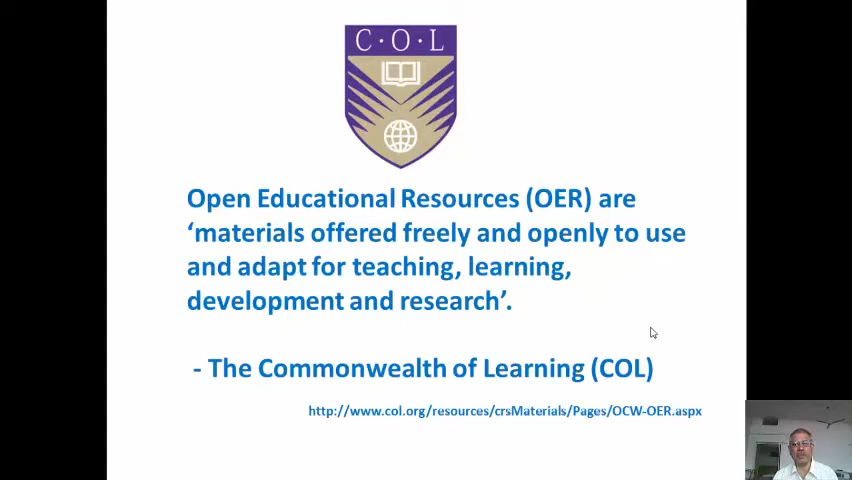 C·O·L
Open Educational Resources (OER) are
‘materials offered freely and openly to use
and adapt for teaching, learning,
development and research’.
- The Commonwealth of Learning (COL)
http://www.col.org/resources/crsMaterials/Pages/OCW-OER.aspx